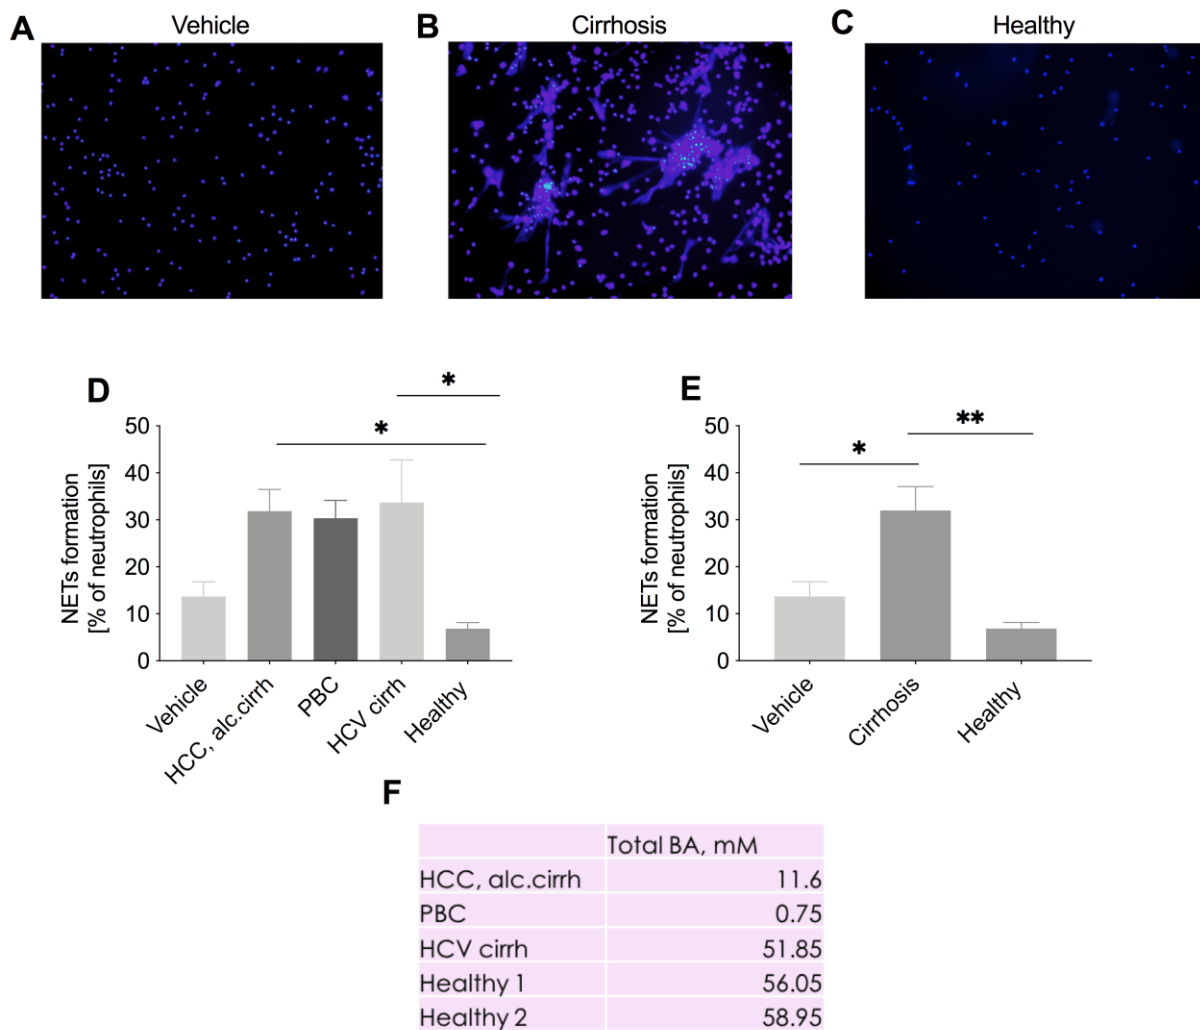 A Vehicle
B Cirrhosis
C Healthy
D
*
*
NETs formation
[% of neutrophils]
50
40
30
20
10
0
Vehicle
HCC, alc.cirrh
PBC
HCV cirrh
Healthy
E
*
**
NETs formation
[% of neutrophils]
50
40
30
20
10
0
Vehicle
Cirrhosis
Healthy
F
Total BA, mM
HCC, alc.cirrh 11.6
PBC 0.75
HCV cirrh 51.85
Healthy 1 56.05
Healthy 2 58.95